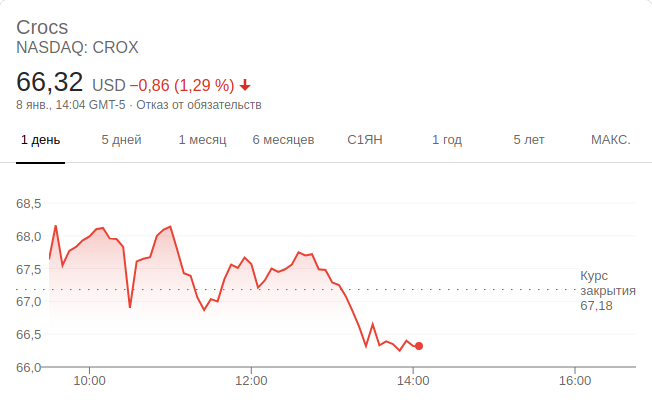 Crocs
NASDAQ: CROX
66,32 USD −0,86 (1,29 %)
8 янв., 14:04 GMT-5 · Отказ от обязательств
1 день 5 дней 1 месяц 6 месяцев С1ЯН 1 год 5 лет МАКС.
68,5
68,0
67,5
67,0
66,5
66,0
Курс
закрытия
67,18
10:00 12:00 14:00 16:00